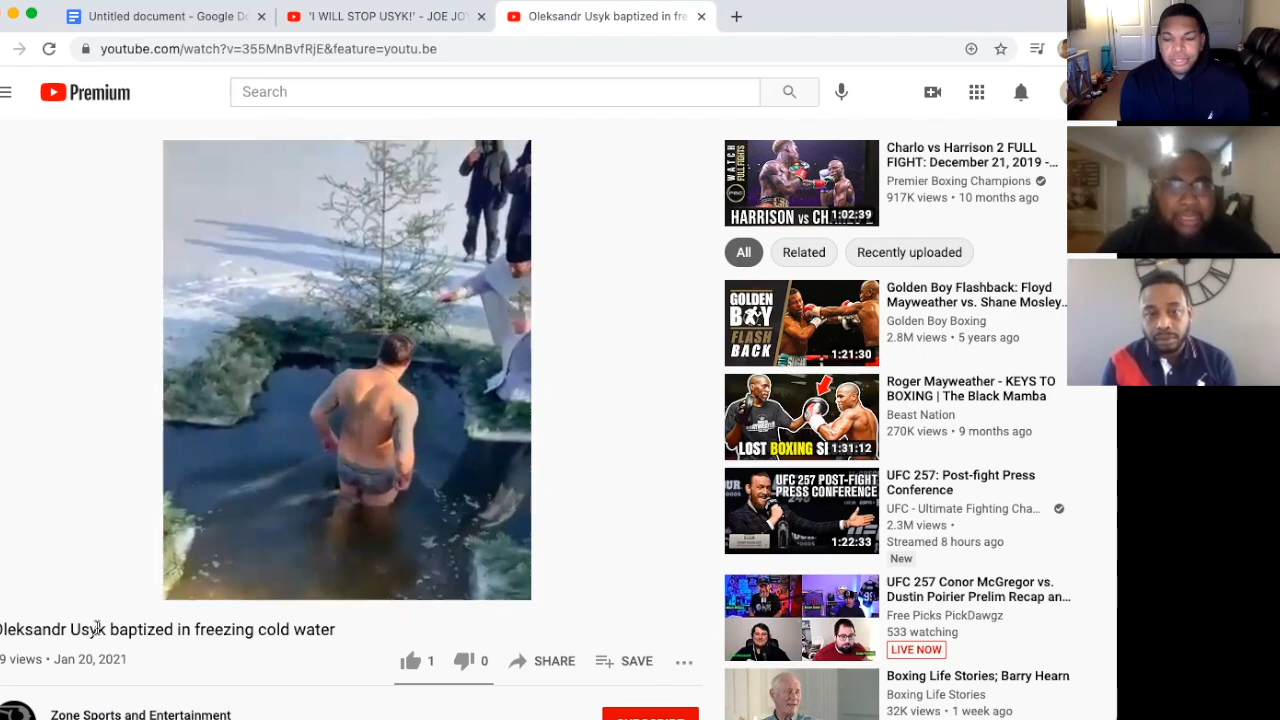 Untitled document - Google Do
'I WILL STOP USYK!' - JOE JOY
Oleksandr Usyk baptized in fre
youtube.com/watch?v=355MnBvfRjE&feature=youtu.be
Premium
Search
Oleksandr Usyk baptized in freezing cold water
9 views • Jan 20, 2021
1
0
SHARE
SAVE
Zone Sports and Entertainment
SUBSCRIBE
WATCH
FULL FIGHTS
PBC
HARRISON vs CH
1:02:39
Charlo vs Harrison 2 FULL
FIGHT: December 21, 2019 -...
Premier Boxing Champions
917K views • 10 months ago
All
Related
Recently uploaded
GOLDEN
BOY
FLASH
BACK
1:21:30
Golden Boy Flashback: Floyd
Mayweather vs. Shane Mosley...
Golden Boy Boxing
2.8M views • 5 years ago
LOST BOXING S
1:31:12
Roger Mayweather - KEYS TO
BOXING | The Black Mamba
Beast Nation
270K views • 9 months ago
UFC 257 POST-FIGHT
PRESS CONFERENCE
1:22:33
UFC 257: Post-fight Press
Conference
UFC - Ultimate Fighting Cha...
2.3M views •
Streamed 8 hours ago
New
UFC 257 Conor McGregor vs.
Dustin Poirier Prelim Recap an...
Free Picks PickDawgz
533 watching
LIVE NOW
Boxing Life Stories; Barry Hearn
Boxing Life Stories
32K views • 1 week ago